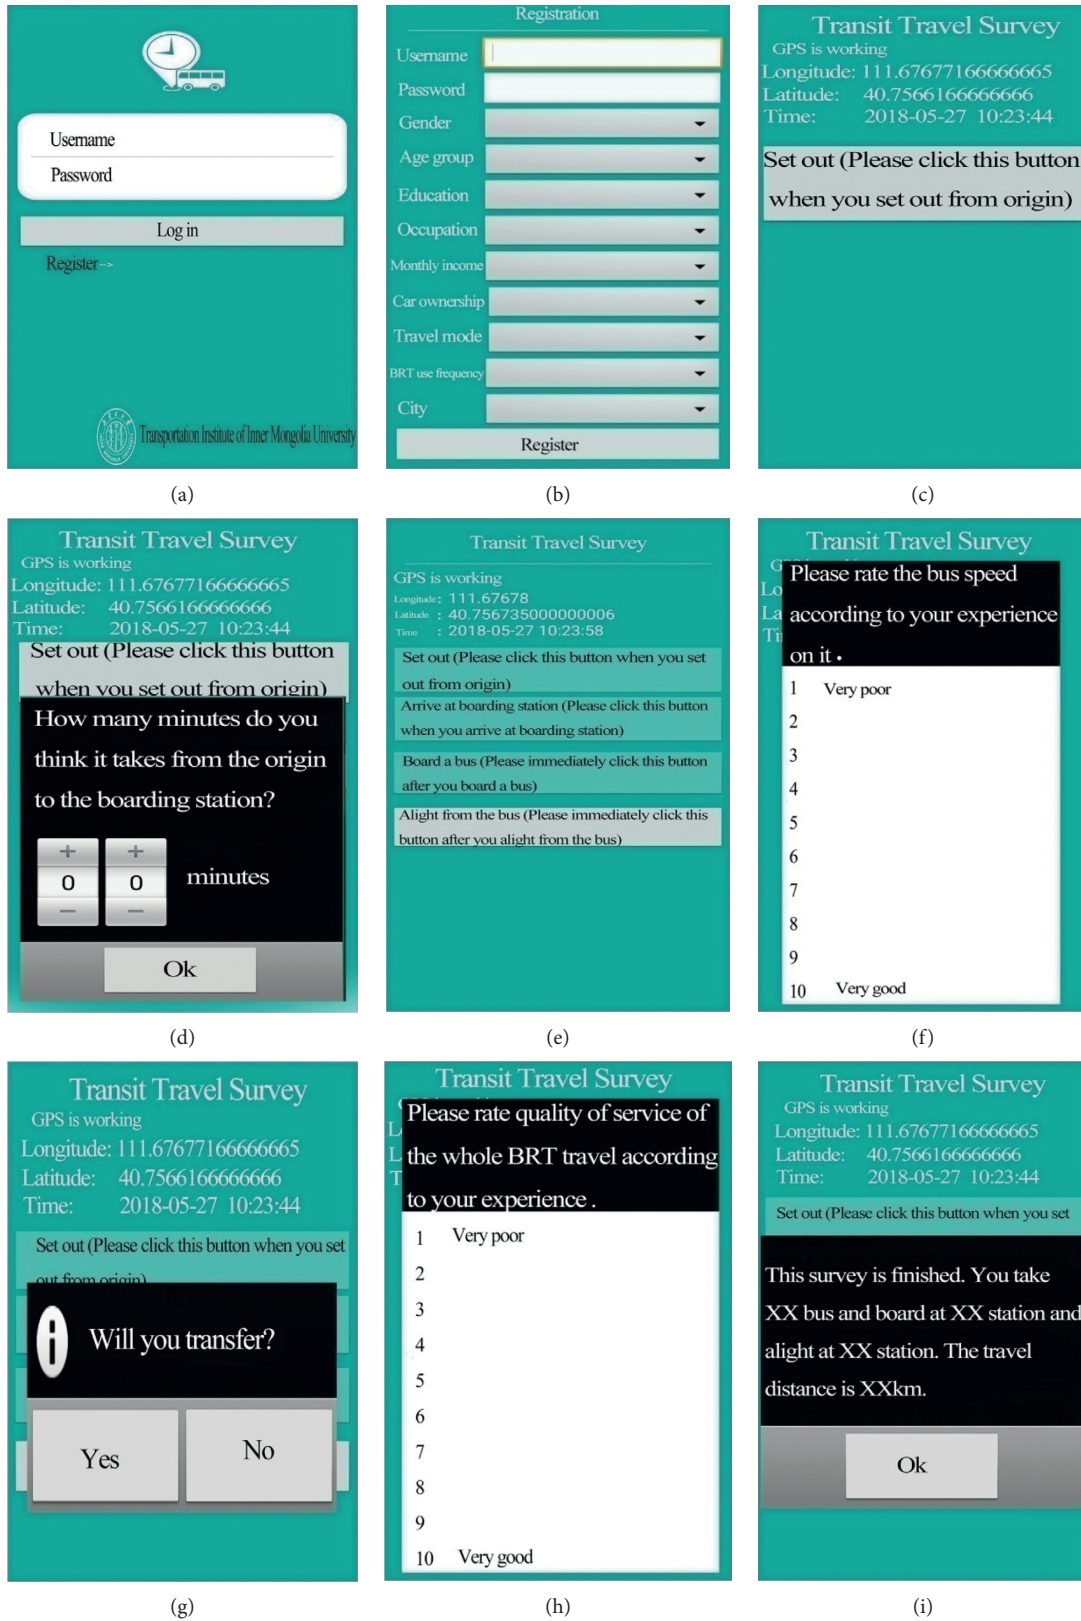 Username
Password
Log in
Register-->
Transportation Institute of Inner Mongolia University
(a)
Registration
Username
Password
Gender
Age group
Education
Occupation
Monthly income
Car ownership
Travel mode
BRT use frequency
City
Register
(b)
Transit Travel Survey
GPS is working
Longitude: 111.67677166666665
Latitude: 40.7566166666666
Time: 2018-05-27 10:23:44
Set out (Please click this button
when you set out from origin)
(c)
Transit Travel Survey
GPS is working
Longitude: 111.67677166666665
Latitude: 40.7566166666666
Time: 2018-05-27 10:23:44
Set out (Please click this button
when you set out from origin)
How many minutes do you
think it takes from the origin
to the boarding station?
+ +
0 0 minutes
- -
Ok
(d)
Transit Travel Survey
GPS is working
Longitude: 111.67678
Latitude : 40.756735000000006
Time : 2018-05-27 10:23:58
Set out (Please click this button when you set
out from origin)
Arrive at boarding station (Please click this button
when you arrive at boarding station)
Board a bus (Please immediately click this button
after you board a bus)
Alight from the bus (Please immediately click this
button after you alight from the bus)
(e)
Transit Travel Survey
Please rate the bus speed
according to your experience
on it .
1 Very poor
2
3
4
5
6
7
8
9
10 Very good
(f)
Transit Travel Survey
GPS is working
Longitude: 111.67677166666665
Latitude: 40.7566166666666
Time: 2018-05-27 10:23:44
Set out (Please click this button when you set
out from origin)
Will you transfer?
Yes No
(g)
Transit Travel Survey
Please rate quality of service of
the whole BRT travel according
to your experience .
1 Very poor
2
3
4
5
6
7
8
9
10 Very good
(h)
Transit Travel Survey
GPS is working
Longitude: 111.67677166666665
Latitude: 40.7566166666666
Time: 2018-05-27 10:23:44
Set out (Please click this button when you set
This survey is finished. You take
XX bus and board at XX station and
alight at XX station. The travel
distance is XXkm.
Ok
(i)